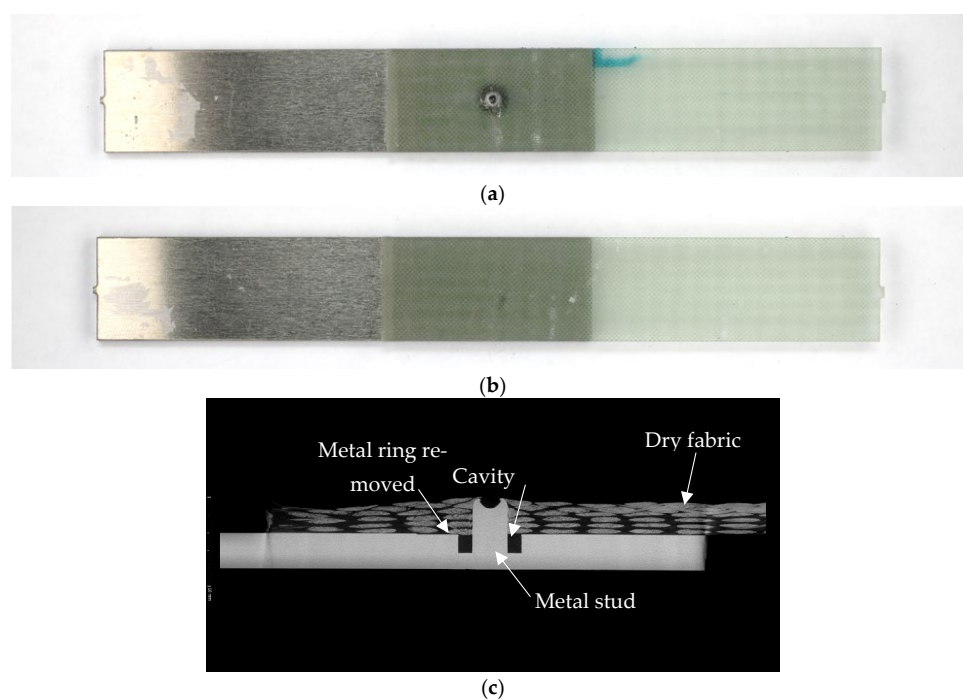 (a)
(b)
Metal ring re-
moved
Cavity
Dry fabric
Metal stud
(c)